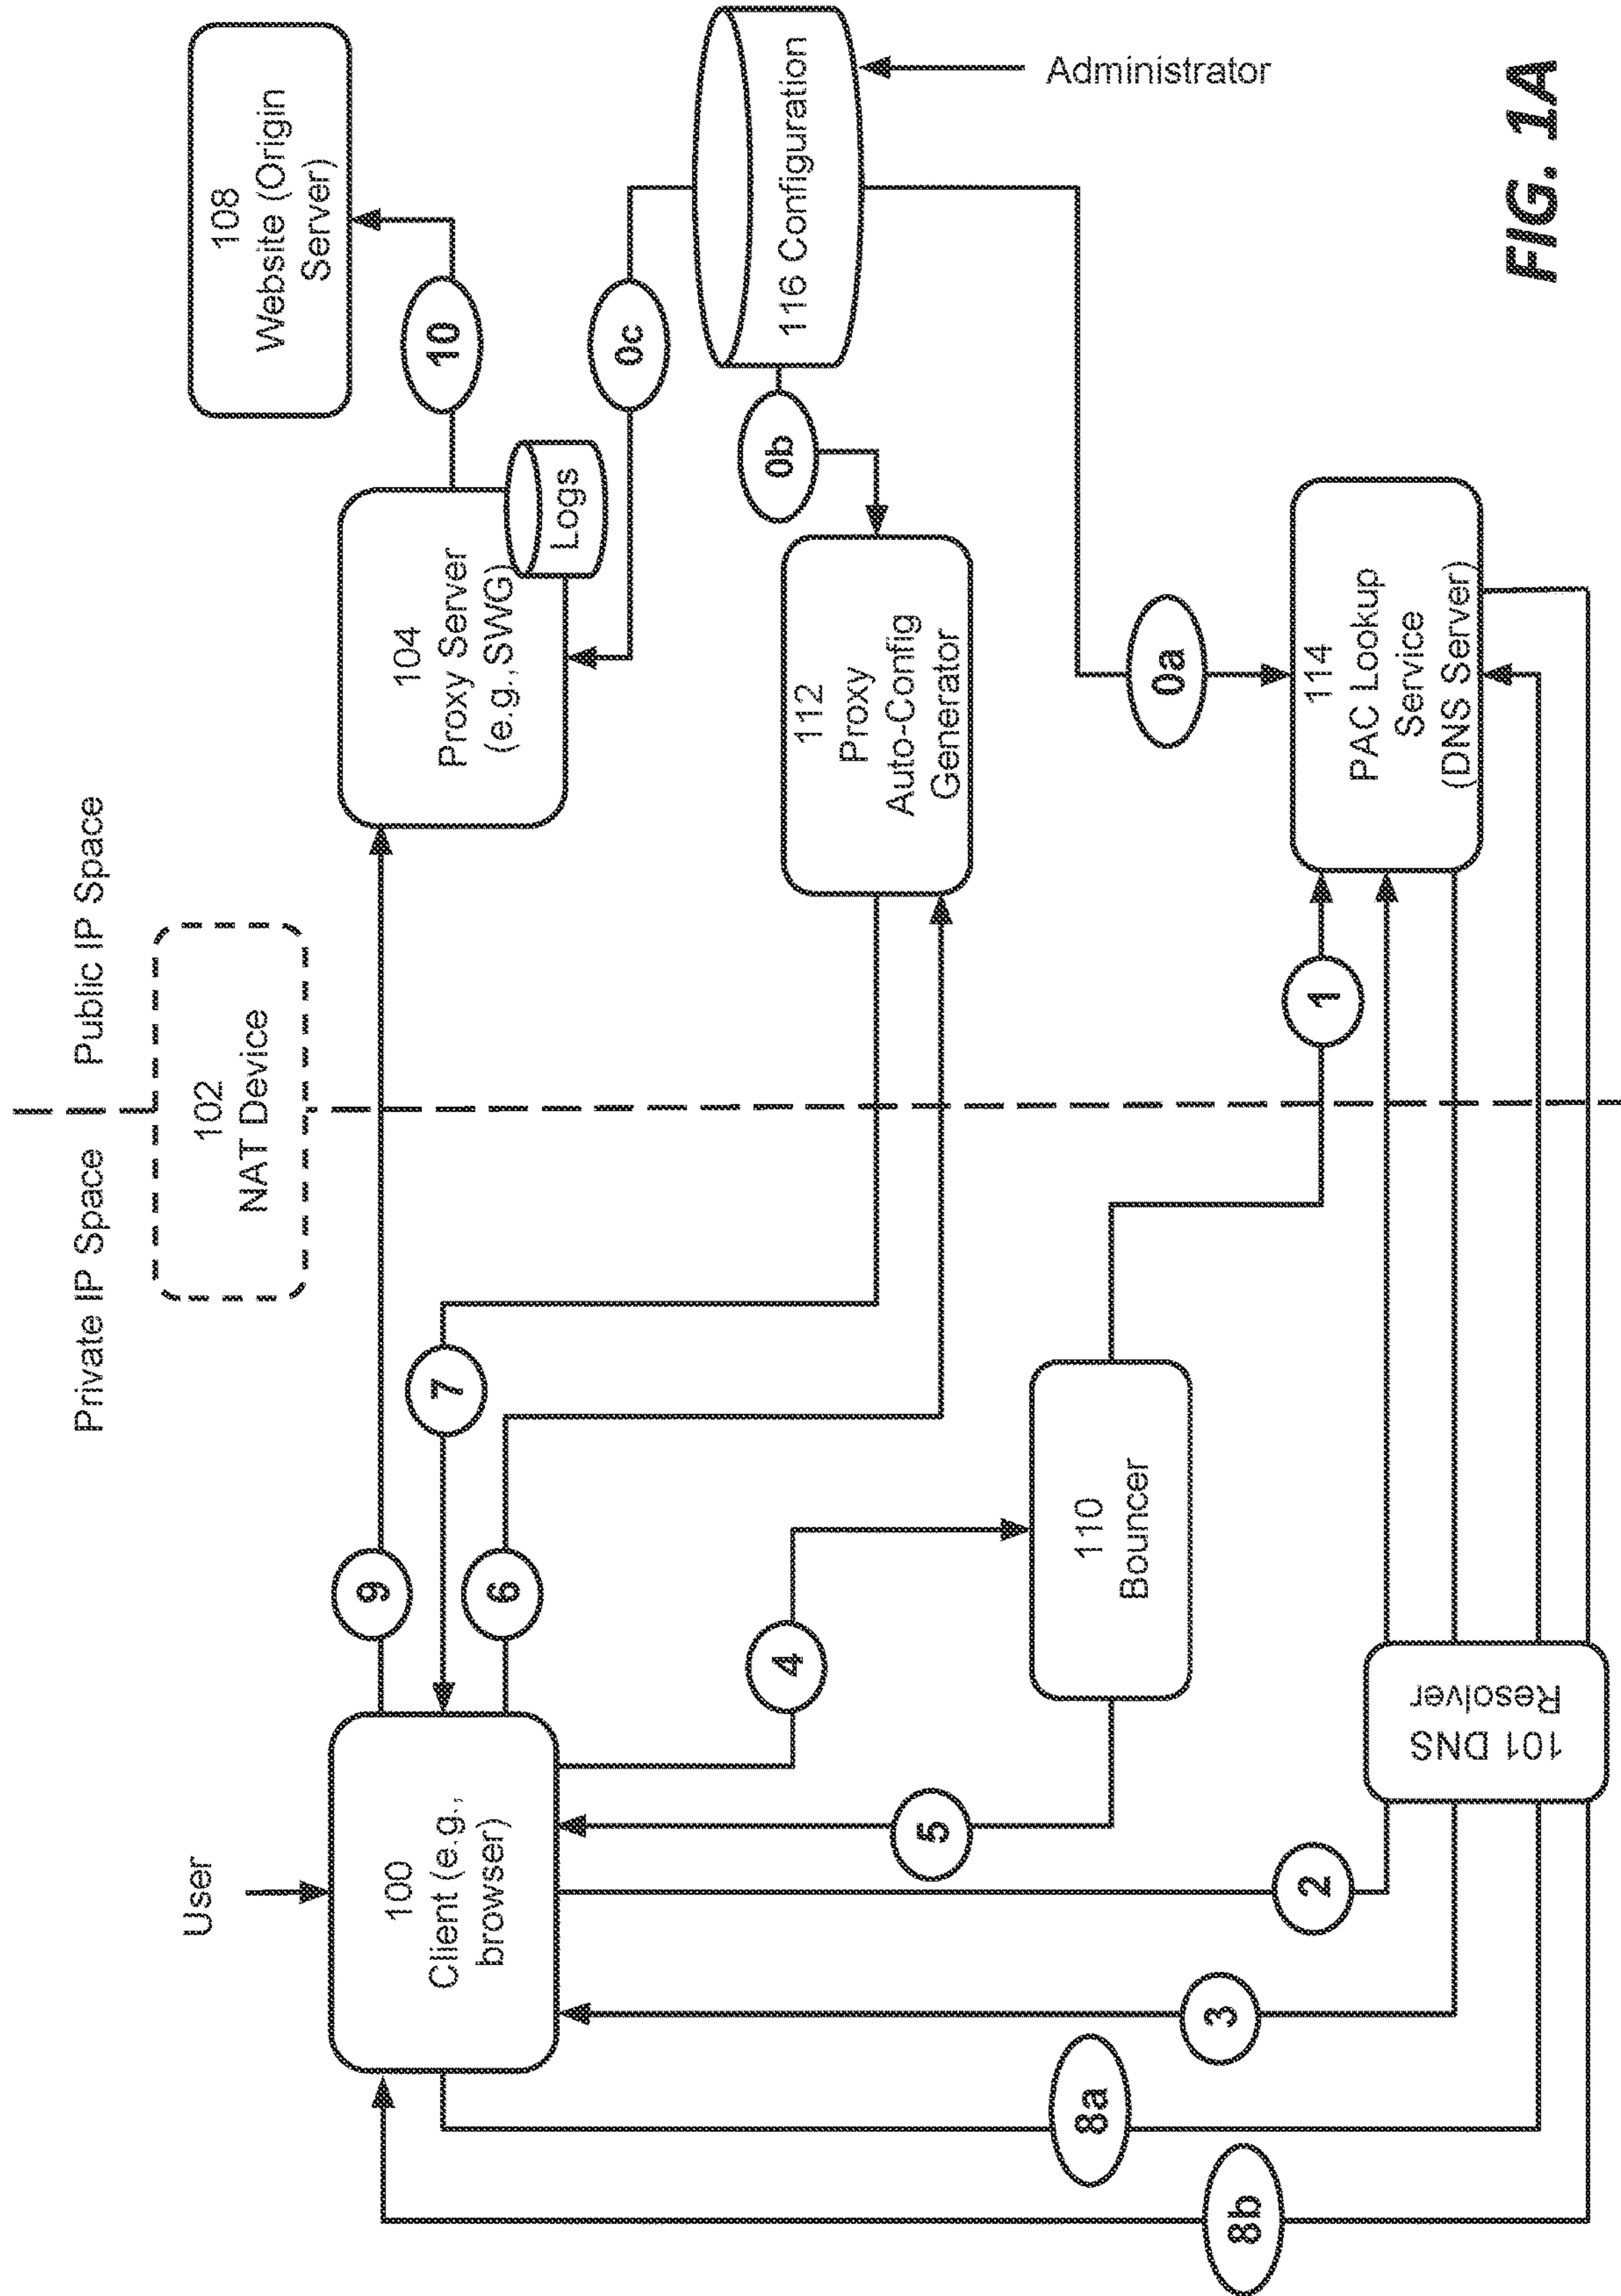 Private IP Space
Public IP Space
102
NAT Device
User
100
Client (e.g.,
browser)
9
7
6
104
Proxy Server
(e.g.,SWG)
Logs
10
108
Website (Origin
Server)
0c
4
5
112
Proxy
Auto-Config
Generator
0b
116 Configuration
Administrator
110
Bouncer
1
0a
8a
8b
3
2
101 DNS
Resolver
114
PAC Lookup
Service
(DNS Server)
FIG. 1A